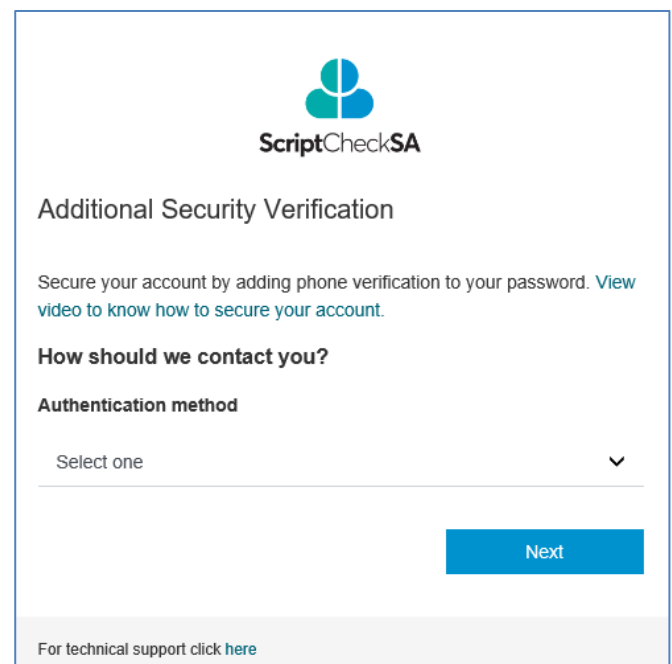 ScriptCheckSA
Additional Security Verification
Secure your account by adding phone verification to your password. View
video to know how to secure your account.
How should we contact you?
Authentication method
Select one
Next
For technical support click here